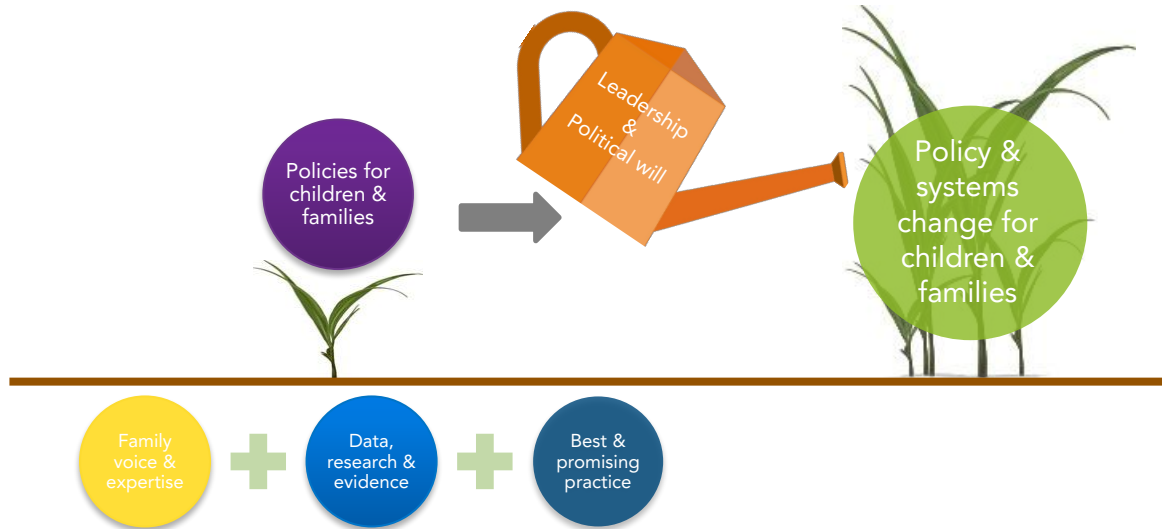 Leadership
&
Political will
Policies for
children &
families
Policy &
systems
change for
children &
families
Family
voice &
expertise
Data,
research &
evidence
Best &
promising
practice